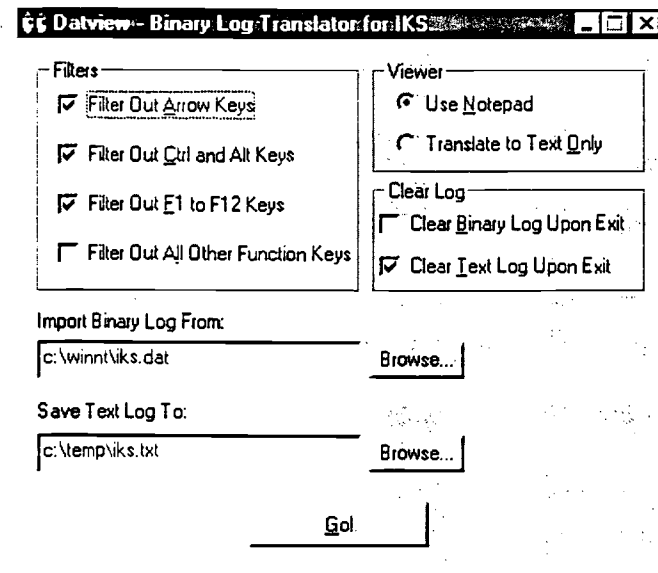 Datview - Binary Log Translator for IKS
Filters
Filter Out Arrow Keys
Filter Out Ctrl and Alt Keys
Filter Out F1 to F12 Keys
Filter Out All Other Function Keys
Viewer
Use Notepad
Translate to Text Only
Clear Log
Clear Binary Log Upon Exit
Clear Text Log Upon Exit
Import Binary Log From:
c:\winnt\iks.dat
Browse...
Save Text Log To:
c:\temp\iks.txt
Browse...
Go!